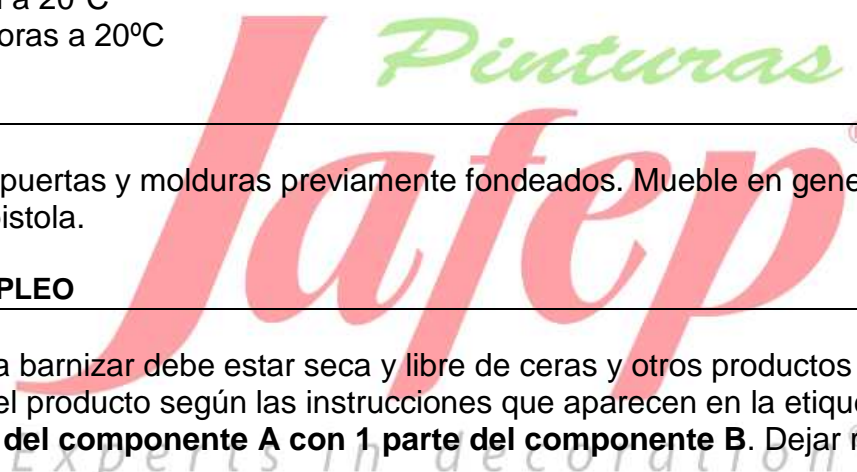 a 20°C
oras a 20ºC
Pinturas
puertas y molduras previamente fondeados. Mueble en gene
istola.
Jafep®
PLEO
a barnizar debe estar seca y libre de ceras y otros productos
el producto según las instrucciones que aparecen en la etique
del componente A con 1 parte del componente B. Dejar
Experts in decoration